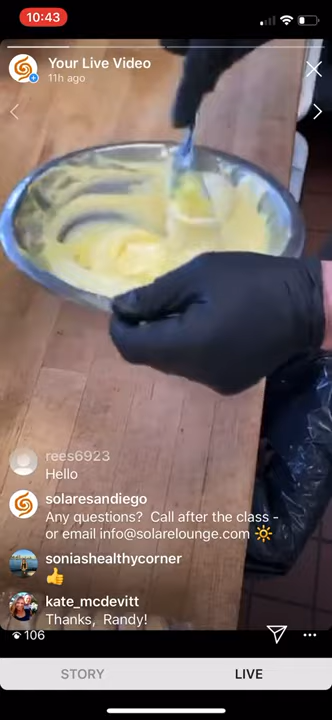 10:43
Your Live Video
11h ago
rees6923
Hello
solaresandiego
Any questions? Call after the class -
or email info@solarelounge.com ☀️
soniashealthycorner
👍
kate_mcdevitt
Thanks, Randy!
106
STORY LIVE